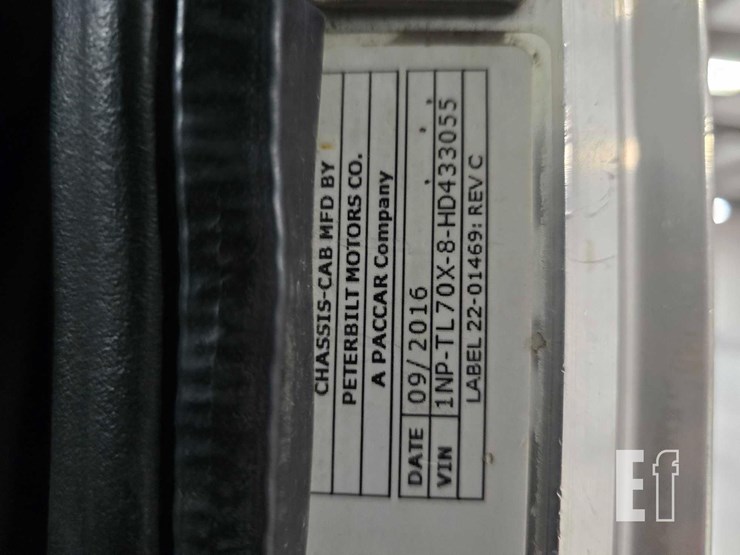 CHASSIS-CAB MFD BY
PETERBILT MOTORS CO.
A PACCAR Company
DATE 09/2016
VIN 1NP-TL70X-8-HD433055
LABEL 22-01469: REV C
Ef